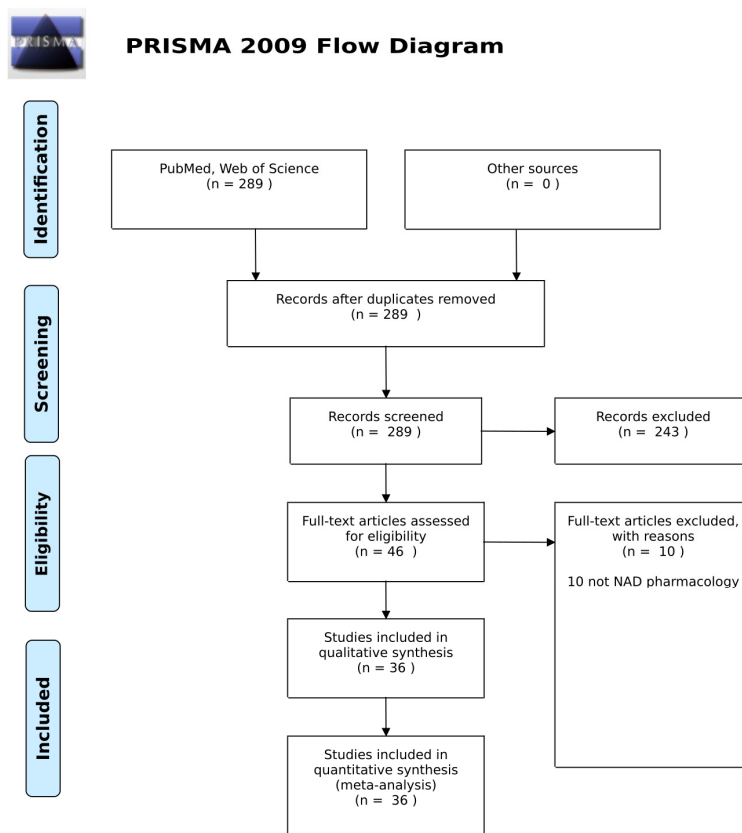 PRISMA
PRISMA 2009 Flow Diagram
Identification
PubMed, Web of Science
(n = 289 )
Other sources
(n =  0 )
Records after duplicates removed
(n = 289  )
Screening
Records screened
(n =  289 )
Records excluded
(n =  243 )
Eligibility
Full-text articles assessed
for eligibility
(n = 46  )
Full-text articles excluded,
with reasons
(n =  10 )
10 not NAD pharmacology
Included
Studies included in
qualitative synthesis
(n = 36 )
Studies included in
quantitative synthesis
(meta-analysis)
(n =  36 )